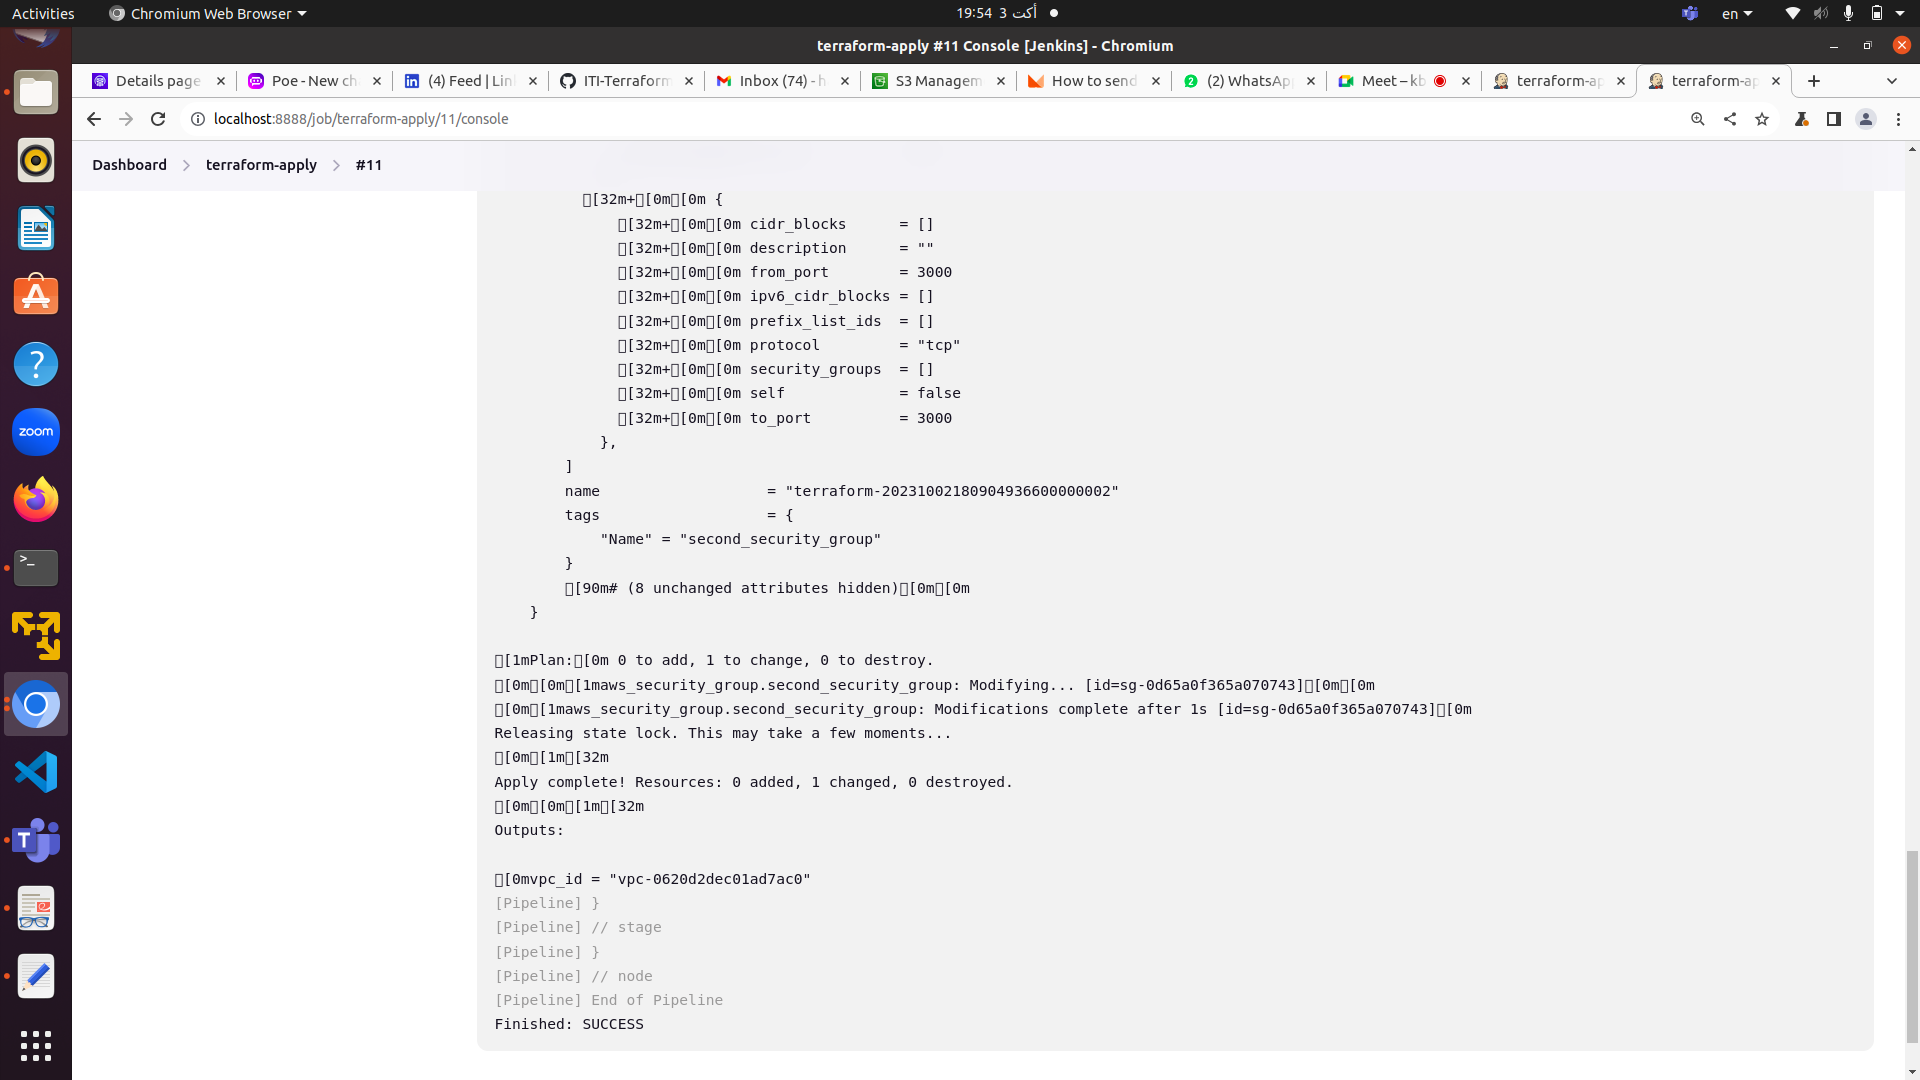 Activities
Chromium Web Browser
19:54 3 أكت
en
terraform-apply #11 Console [Jenkins] - Chromium
Details page
Poe - New ch
(4) Feed | Lin
ITI-Terraform
Inbox (74) - h
S3 Managem
How to send
(2) WhatsAp
Meet – kb
terraform-ap
terraform-ap
localhost:8888/job/terraform-apply/11/console
Dashboard
terraform-apply
#11
zoom
▯[32m+▯[0m▯[0m {
▯[32m+▯[0m▯[0m cidr_blocks      = []
▯[32m+▯[0m▯[0m description      = ""
▯[32m+▯[0m▯[0m from_port        = 3000
▯[32m+▯[0m▯[0m ipv6_cidr_blocks = []
▯[32m+▯[0m▯[0m prefix_list_ids  = []
▯[32m+▯[0m▯[0m protocol         = "tcp"
▯[32m+▯[0m▯[0m security_groups  = []
▯[32m+▯[0m▯[0m self             = false
▯[32m+▯[0m▯[0m to_port          = 3000
},
]
name                   = "terraform-20231002180904936600000002"
tags                   = {
"Name" = "second_security_group"
}
▯[90m# (8 unchanged attributes hidden)▯[0m▯[0m
}
▯[1mPlan:▯[0m 0 to add, 1 to change, 0 to destroy.
▯[0m▯[0m▯[1maws_security_group.second_security_group: Modifying... [id=sg-0d65a0f365a070743]▯[0m▯[0m
▯[0m▯[1maws_security_group.second_security_group: Modifications complete after 1s [id=sg-0d65a0f365a070743]▯[0m
Releasing state lock. This may take a few moments...
▯[0m▯[1m▯[32m
Apply complete! Resources: 0 added, 1 changed, 0 destroyed.
▯[0m▯[0m▯[1m▯[32m
Outputs:
▯[0mvpc_id = "vpc-0620d2dec01ad7ac0"
[Pipeline] }
[Pipeline] // stage
[Pipeline] }
[Pipeline] // node
[Pipeline] End of Pipeline
Finished: SUCCESS